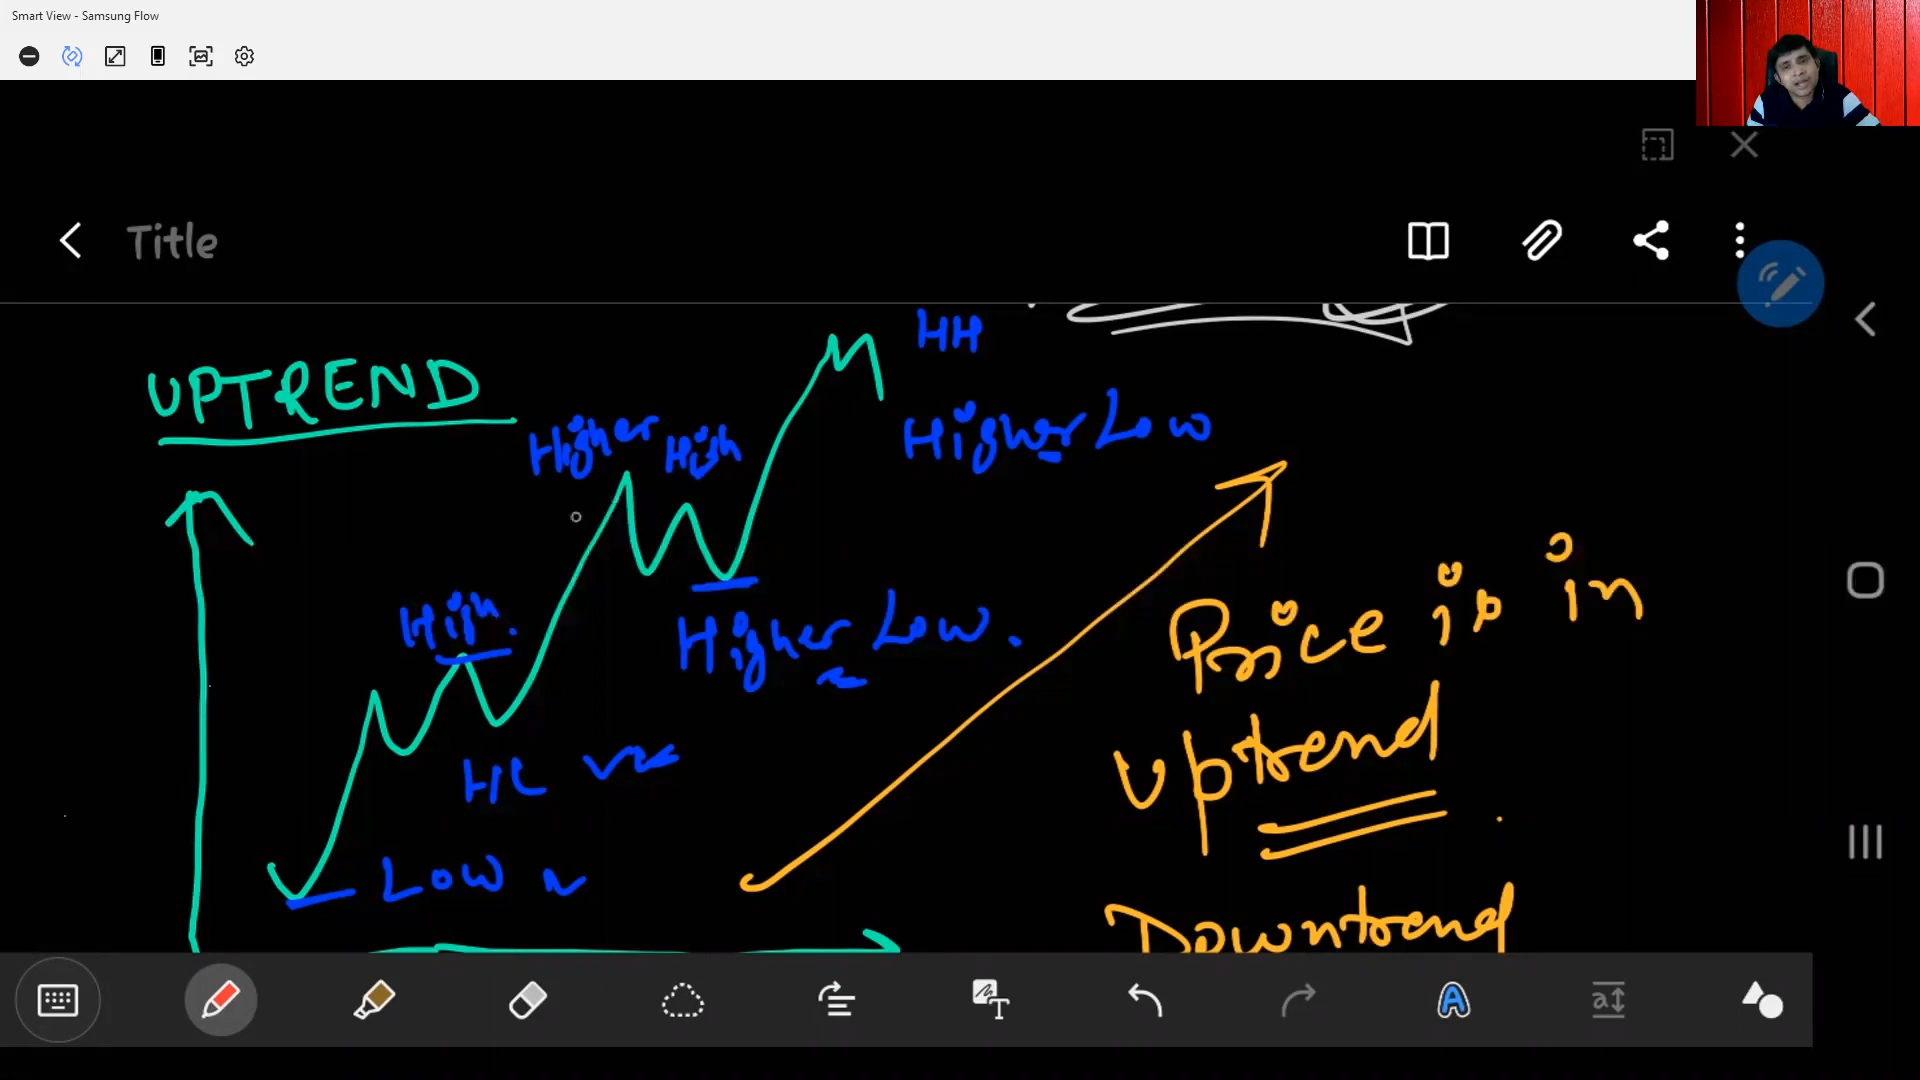 Smart View - Samsung Flow
Title
HH
UPTREND
Higher High
Higher Low
High.
Higher Low.
Price is in
Uptrend
HL
Low
Downtrend